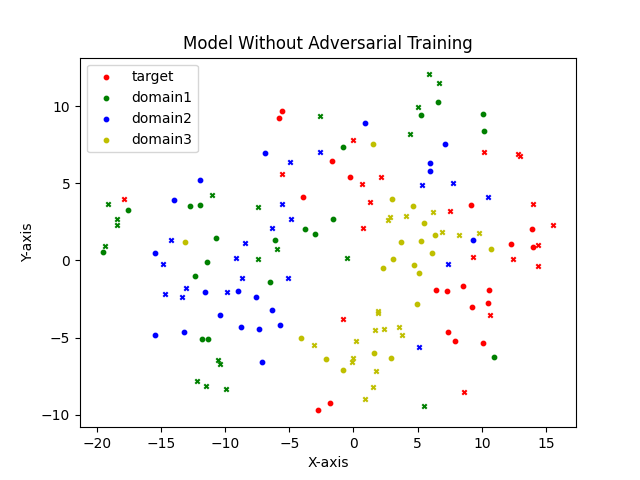 Model Without Adversarial Training
target
domain1
domain2
domain3
Y-axis
10
5
0
−5
−10
−20
−15
−10
−5
0
5
10
15
X-axis